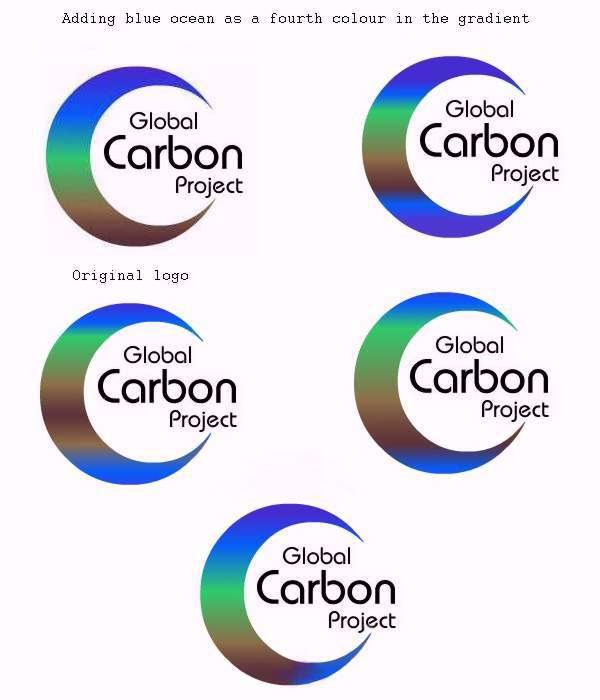 Adding blue ocean as a fourth colour in the gradient
Global
Carbon
Project
Global
Carbon
Project
Original logo
Global
Carbon
Project
Global
Carbon
Project
Global
Carbon
Project